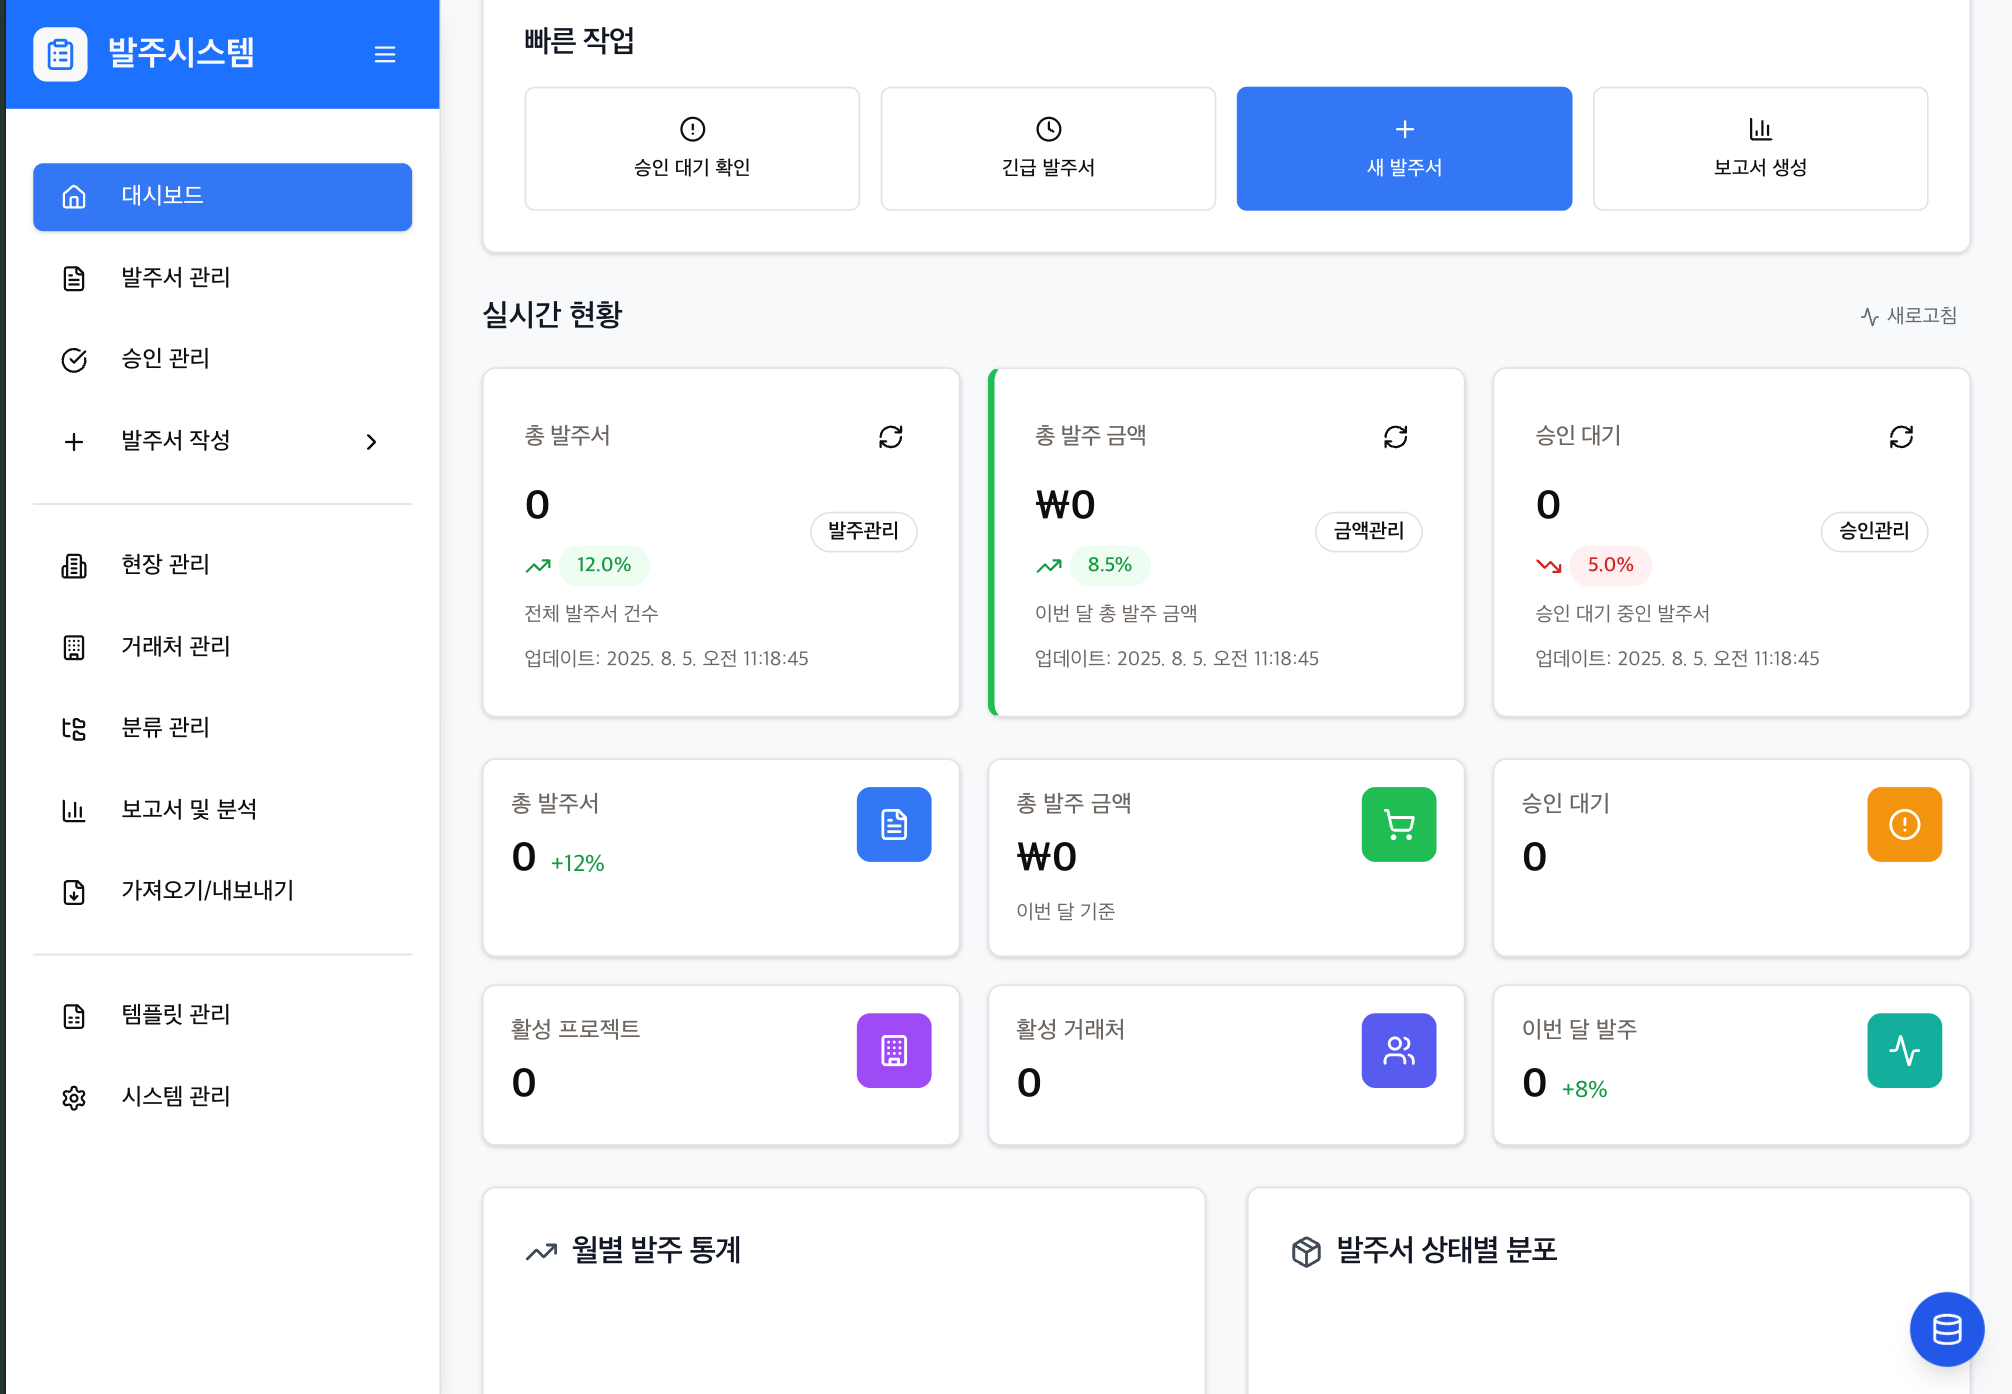 발주시스템
대시보드
발주서 관리
승인 관리
발주서 작성
현장 관리
거래처 관리
분류 관리
보고서 및 분석
가져오기/내보내기
템플릿 관리
시스템 관리
빠른 작업
승인 대기 확인
긴급 발주서
새 발주서
보고서 생성
실시간 현황
새로고침
총 발주서
0
발주관리
12.0%
전체 발주서 건수
업데이트: 2025. 8. 5. 오전 11:18:45
총 발주 금액
₩0
금액관리
8.5%
이번 달 총 발주 금액
업데이트: 2025. 8. 5. 오전 11:18:45
승인 대기
0
승인관리
5.0%
승인 대기 중인 발주서
업데이트: 2025. 8. 5. 오전 11:18:45
총 발주서
0 +12%
총 발주 금액
₩0
이번 달 기준
승인 대기
0
활성 프로젝트
0
활성 거래처
0
이번 달 발주
0 +8%
월별 발주 통계
발주서 상태별 분포